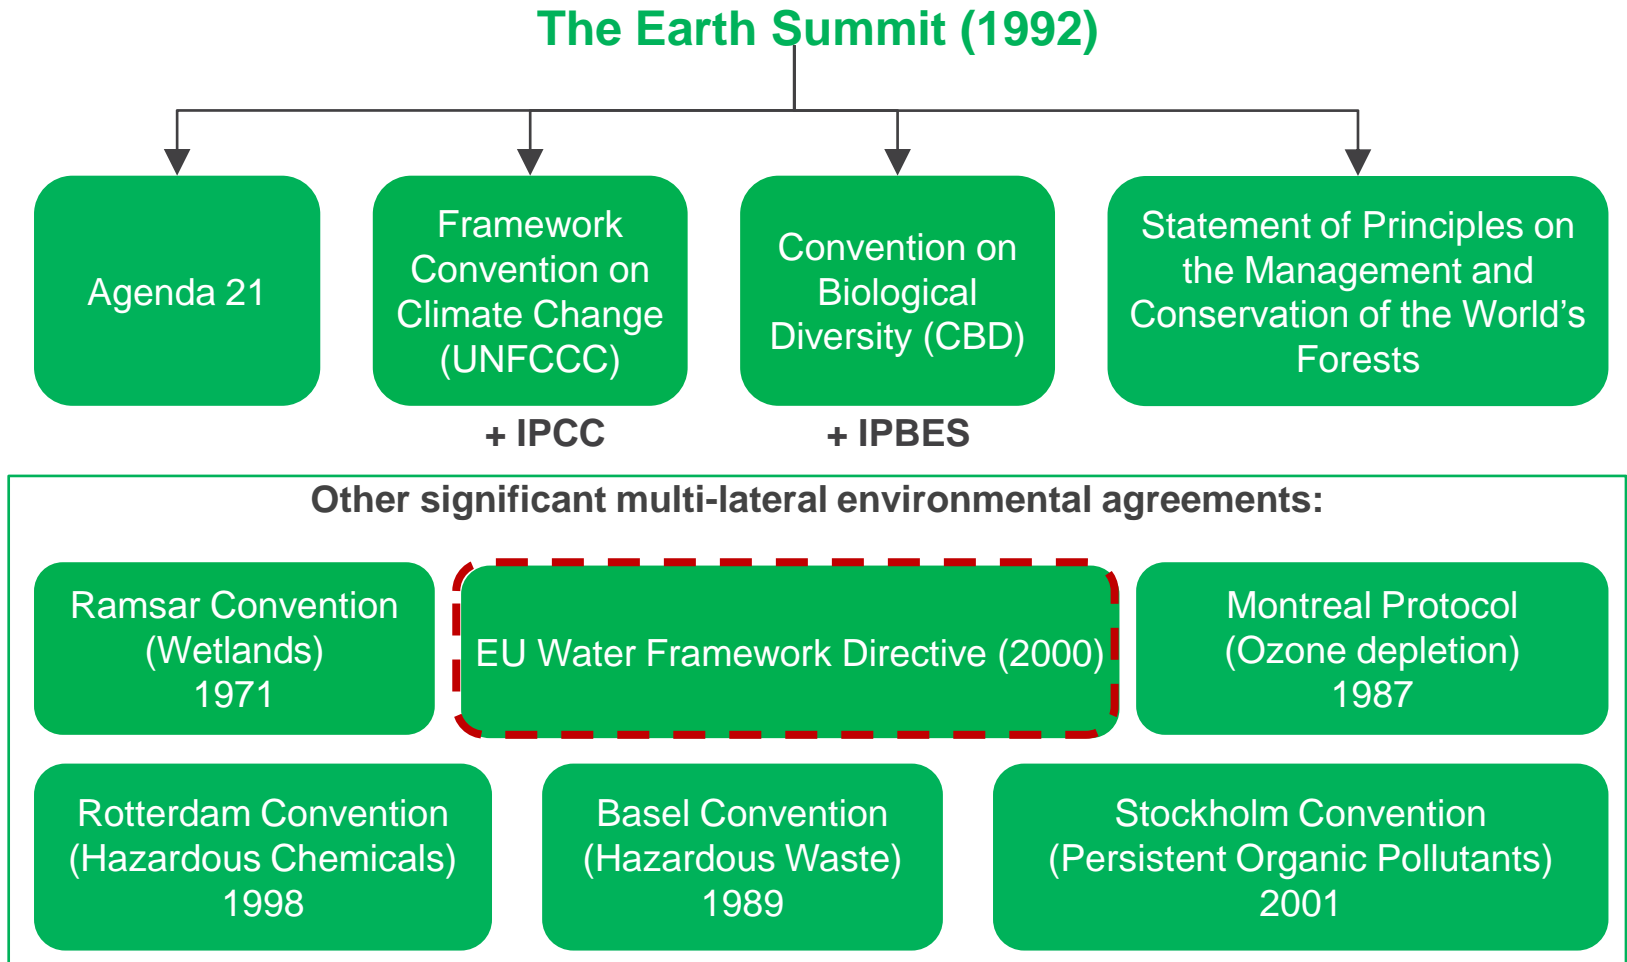 The Earth Summit (1992)
Agenda 21
Framework
Convention on
Climate Change
(UNFCCC)
Convention on
Biological
Diversity (CBD)
Statement of Principles on
the Management and
Conservation of the World’s
Forests
+ IPCC
+ IPBES
Other significant multi-lateral environmental agreements:
Ramsar Convention
(Wetlands)
1971
EU Water Framework Directive (2000)
Montreal Protocol
(Ozone depletion)
1987
Rotterdam Convention
(Hazardous Chemicals)
1998
Basel Convention
(Hazardous Waste)
1989
Stockholm Convention
(Persistent Organic Pollutants)
2001